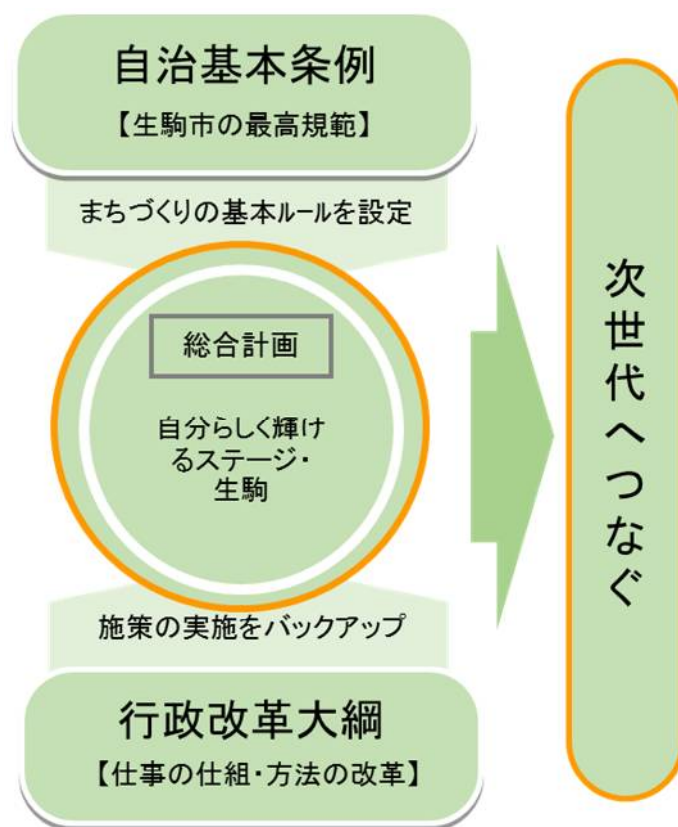 自治基本条例
【生駒市の最高規範】
まちづくりの基本ルールを設定
総合計画
自分らしく輝け
るステージ・
生駒
施策の実施をバックアップ
行政改革大綱
【仕事の仕組・方法の改革】
次世代へつなぐ